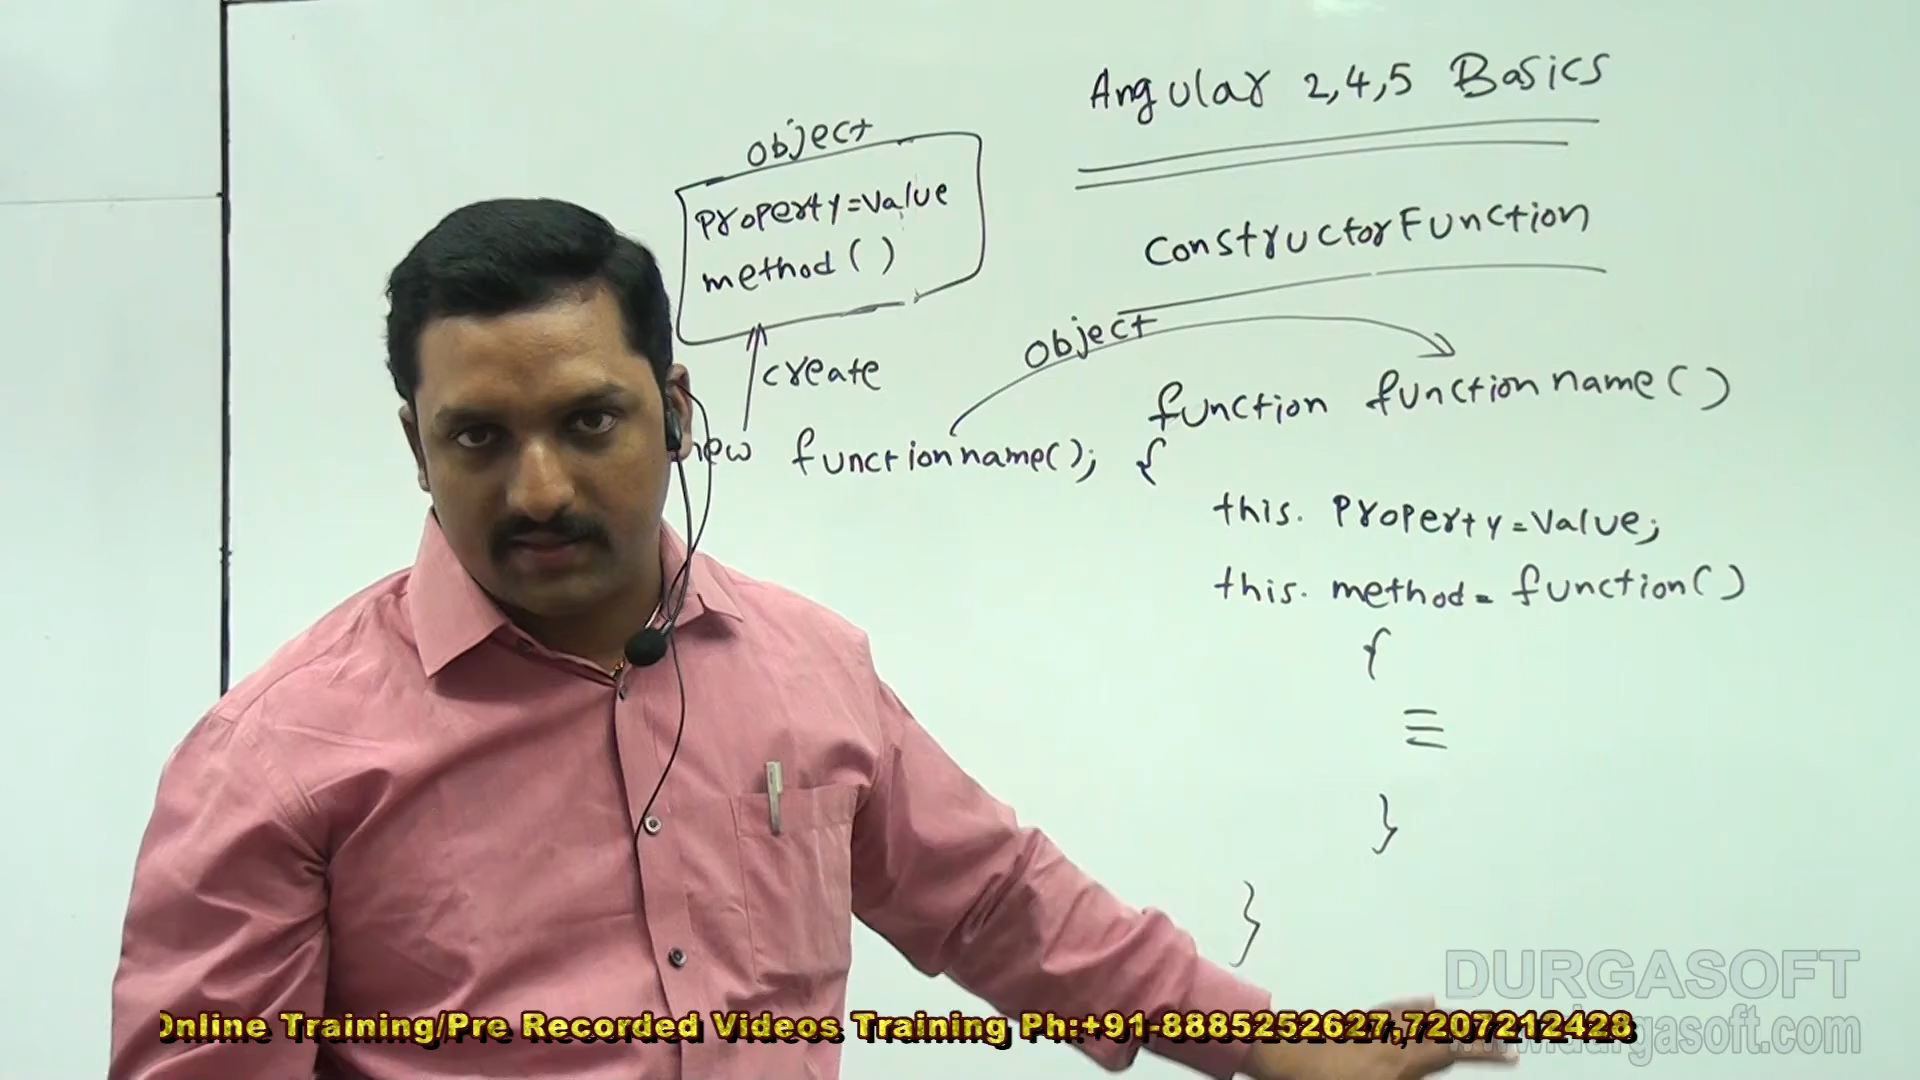 Angular 2,4,5 Basics
object
Property=Value
method ( )
ConstructorFunction
object
create
function functionname( )
new functionname();
{
this. Property=Value;
this. method = function( )
{
}
}
DURGASOFT
www.durgasoft.com
Online Training/Pre Recorded Videos Training Ph:+91-8885252627,7207212428